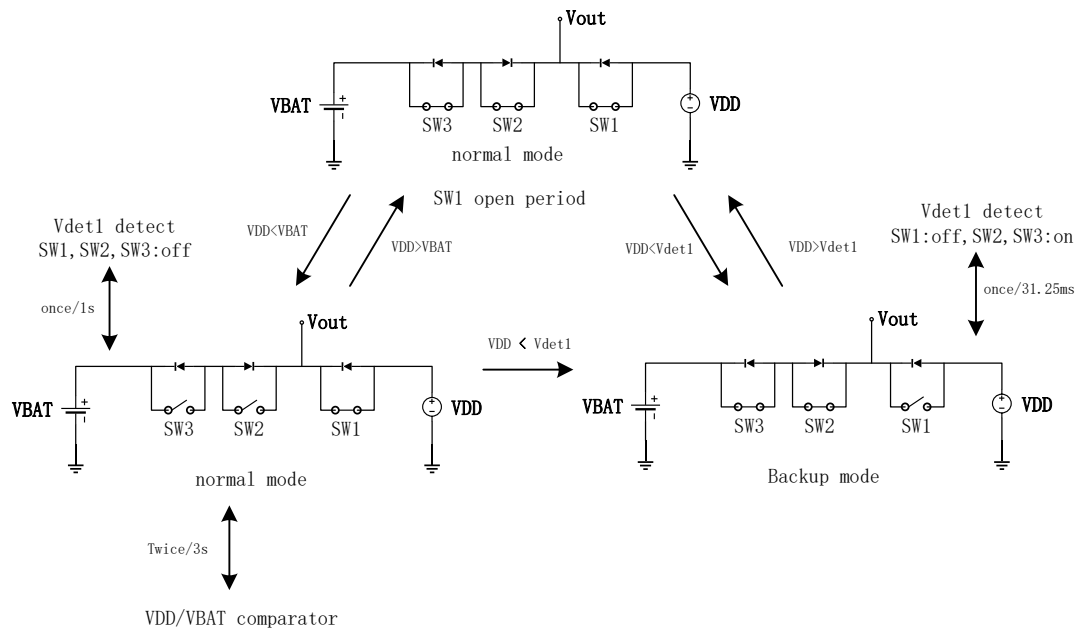 Vout
VBAT
+
-
SW3
SW2
SW1
+
-
VDD
normal mode
SW1 open period
Vdet1 detect
SW1,SW2,SW3:off
once/1s
VDD<VBAT
VDD>VBAT
VDD<Vdet1
VDD>Vdet1
Vdet1 detect
SW1:off,SW2,SW3:on
once/31.25ms
Vout
VBAT
+
-
SW3
SW2
SW1
+
-
VDD
normal mode
VDD < Vdet1
Vout
VBAT
+
-
SW3
SW2
SW1
+
-
VDD
Backup mode
Twice/3s
VDD/VBAT comparator